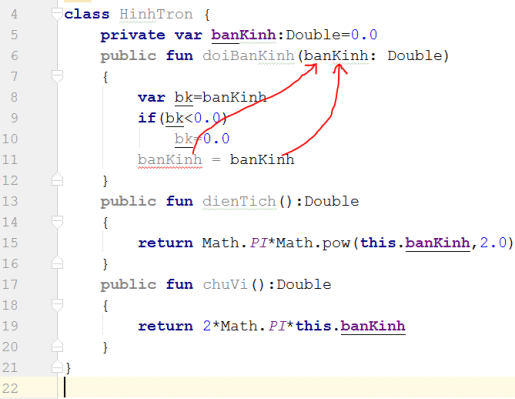 4 class HinhTron {
5 private var banKinh:Double=0.0
6 public fun doiBanKinh(banKinh: Double)
7 {
8 var bk=banKinh
9 if(bk<0.0)
10 bk=0.0
11 banKinh = banKinh
12 }
13 public fun dienTich():Double
14 {
15 return Math.PI*Math.pow(this.banKinh,2.0)
16 }
17 public fun chuVi():Double
18 {
19 return 2*Math.PI*this.banKinh
20 }
21 }
22